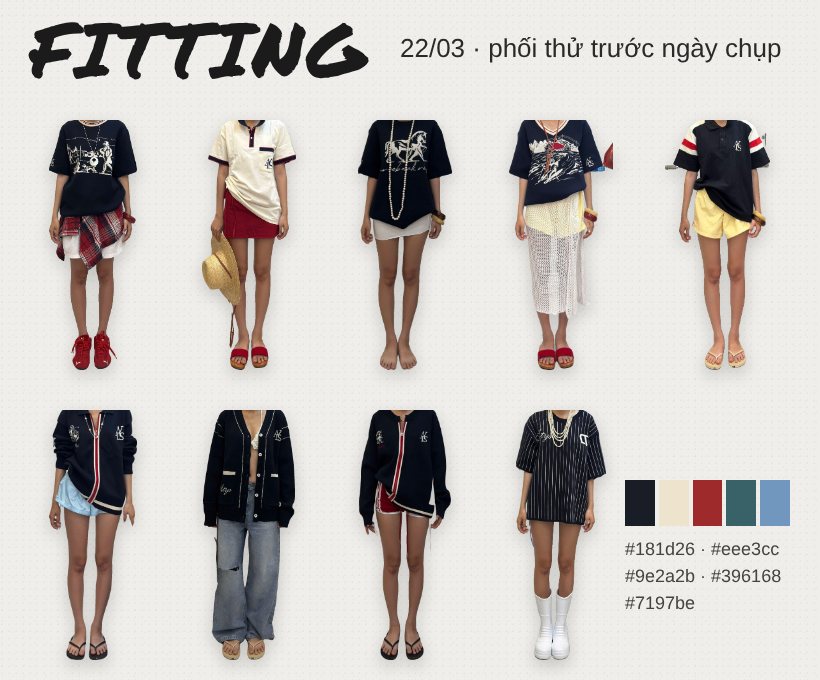 FITTING
22/03 · phối thử trước ngày chụp
#181d26 · #eee3cc
#9e2a2b · #396168
#7197be